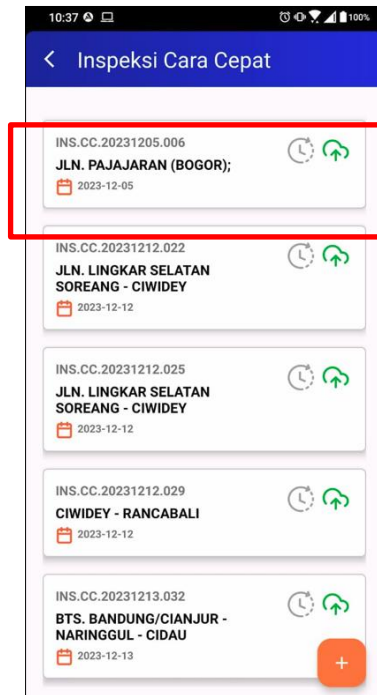 10:37
100%
Inspeksi Cara Cepat
INS.CC.20231205.006
JLN. PAJAJARAN (BOGOR);
2023-12-05
INS.CC.20231212.022
JLN. LINGKAR SELATAN
SOREANG - CIWIDEY
2023-12-12
INS.CC.20231212.025
JLN. LINGKAR SELATAN
SOREANG - CIWIDEY
2023-12-12
INS.CC.20231212.029
CIWIDEY - RANCABALI
2023-12-12
INS.CC.20231213.032
BTS. BANDUNG/CIANJUR -
NARINGGUL - CIDAU
2023-12-13
+